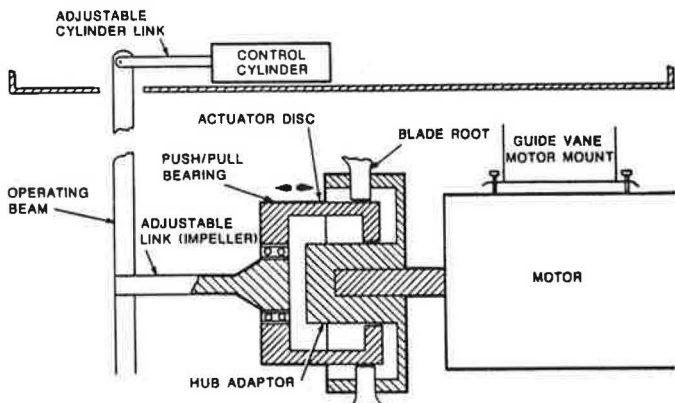 ADJUSTABLE
CYLINDER LINK
CONTROL
CYLINDER
ACTUATOR DISC
BLADE ROOT
GUIDE VANE
MOTOR MOUNT
PUSH/PULL
BEARING
OPERATING
BEAM
ADJUSTABLE
LINK (IMPELLER)
MOTOR
HUB ADAPTOR